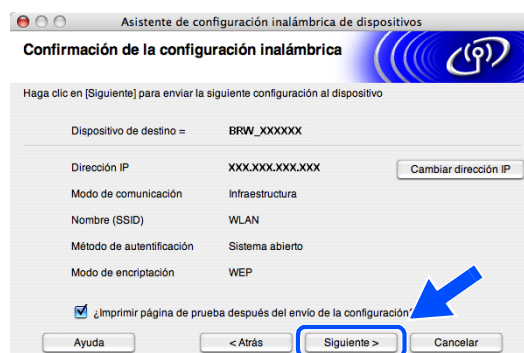 Asistente de configuración inalámbrica de dispositivos
Confirmación de la configuración inalámbrica
Haga clic en [Siguiente] para enviar la siguiente configuración al dispositivo
Dispositivo de destino = BRW_XXXXXX
Dirección IP XXX.XXX.XXX.XXX Cambiar dirección IP
Modo de comunicación Infraestructura
Nombre (SSID) WLAN
Método de autentificación Sistema abierto
Modo de encriptación WEP
¿Imprimir página de prueba después del envío de la configuración?
Ayuda < Atrás Siguiente > Cancelar